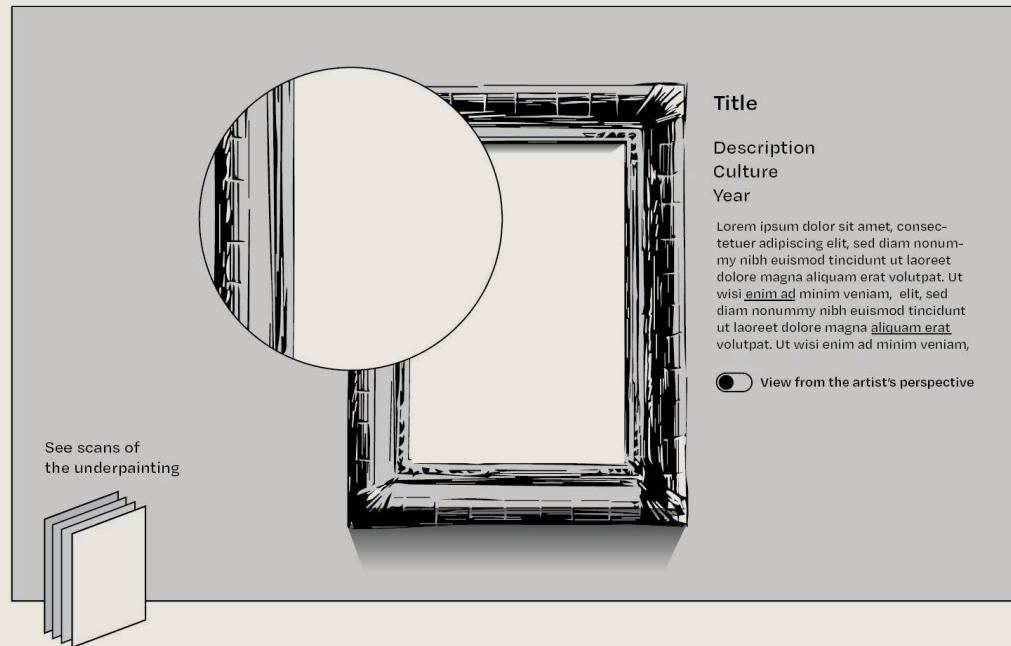 Title
Description
Culture
Year
Lorem ipsum dolor sit amet, consec-
tetuer adipiscing elit, sed diam nonum-
my nibh euismod tincidunt ut laoreet
dolore magna aliquam erat volutpat. Ut
wisi enim ad minim veniam,  elit, sed
diam nonummy nibh euismod tincidunt
ut laoreet dolore magna aliquam erat
volutpat. Ut wisi enim ad minim veniam,
View from the artist's perspective
See scans of
the underpainting